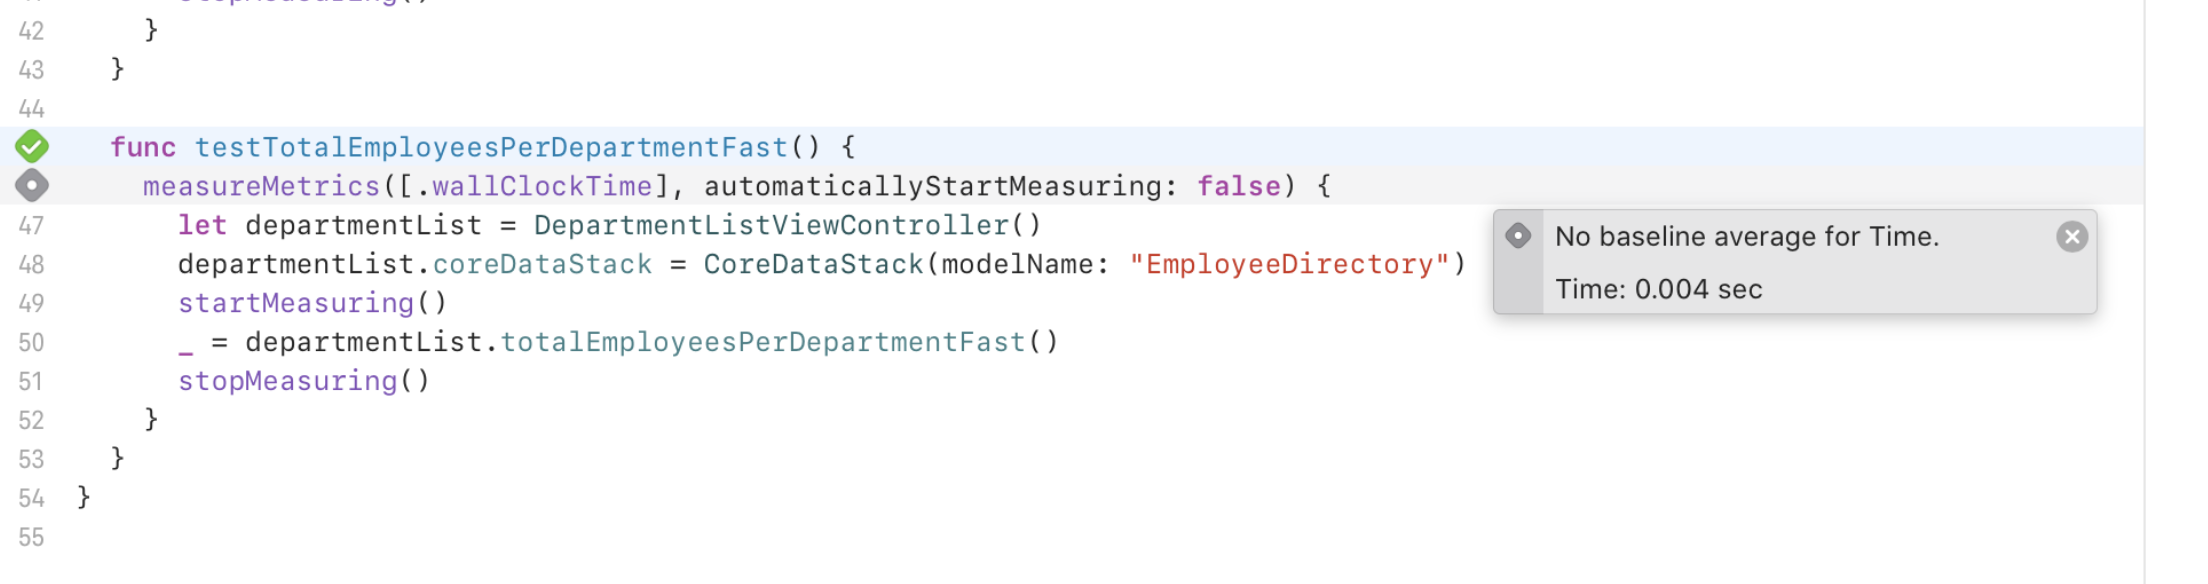 42 }
43 }
44
func testTotalEmployeesPerDepartmentFast() {
measureMetrics([.wallClockTime], automaticallyStartMeasuring: false) {
47 let departmentList = DepartmentListViewController()
48 departmentList.coreDataStack = CoreDataStack(modelName: "EmployeeDirectory")
49 startMeasuring()
50 _ = departmentList.totalEmployeesPerDepartmentFast()
51 stopMeasuring()
52 }
53 }
54 }
55
No baseline average for Time.
Time: 0.004 sec